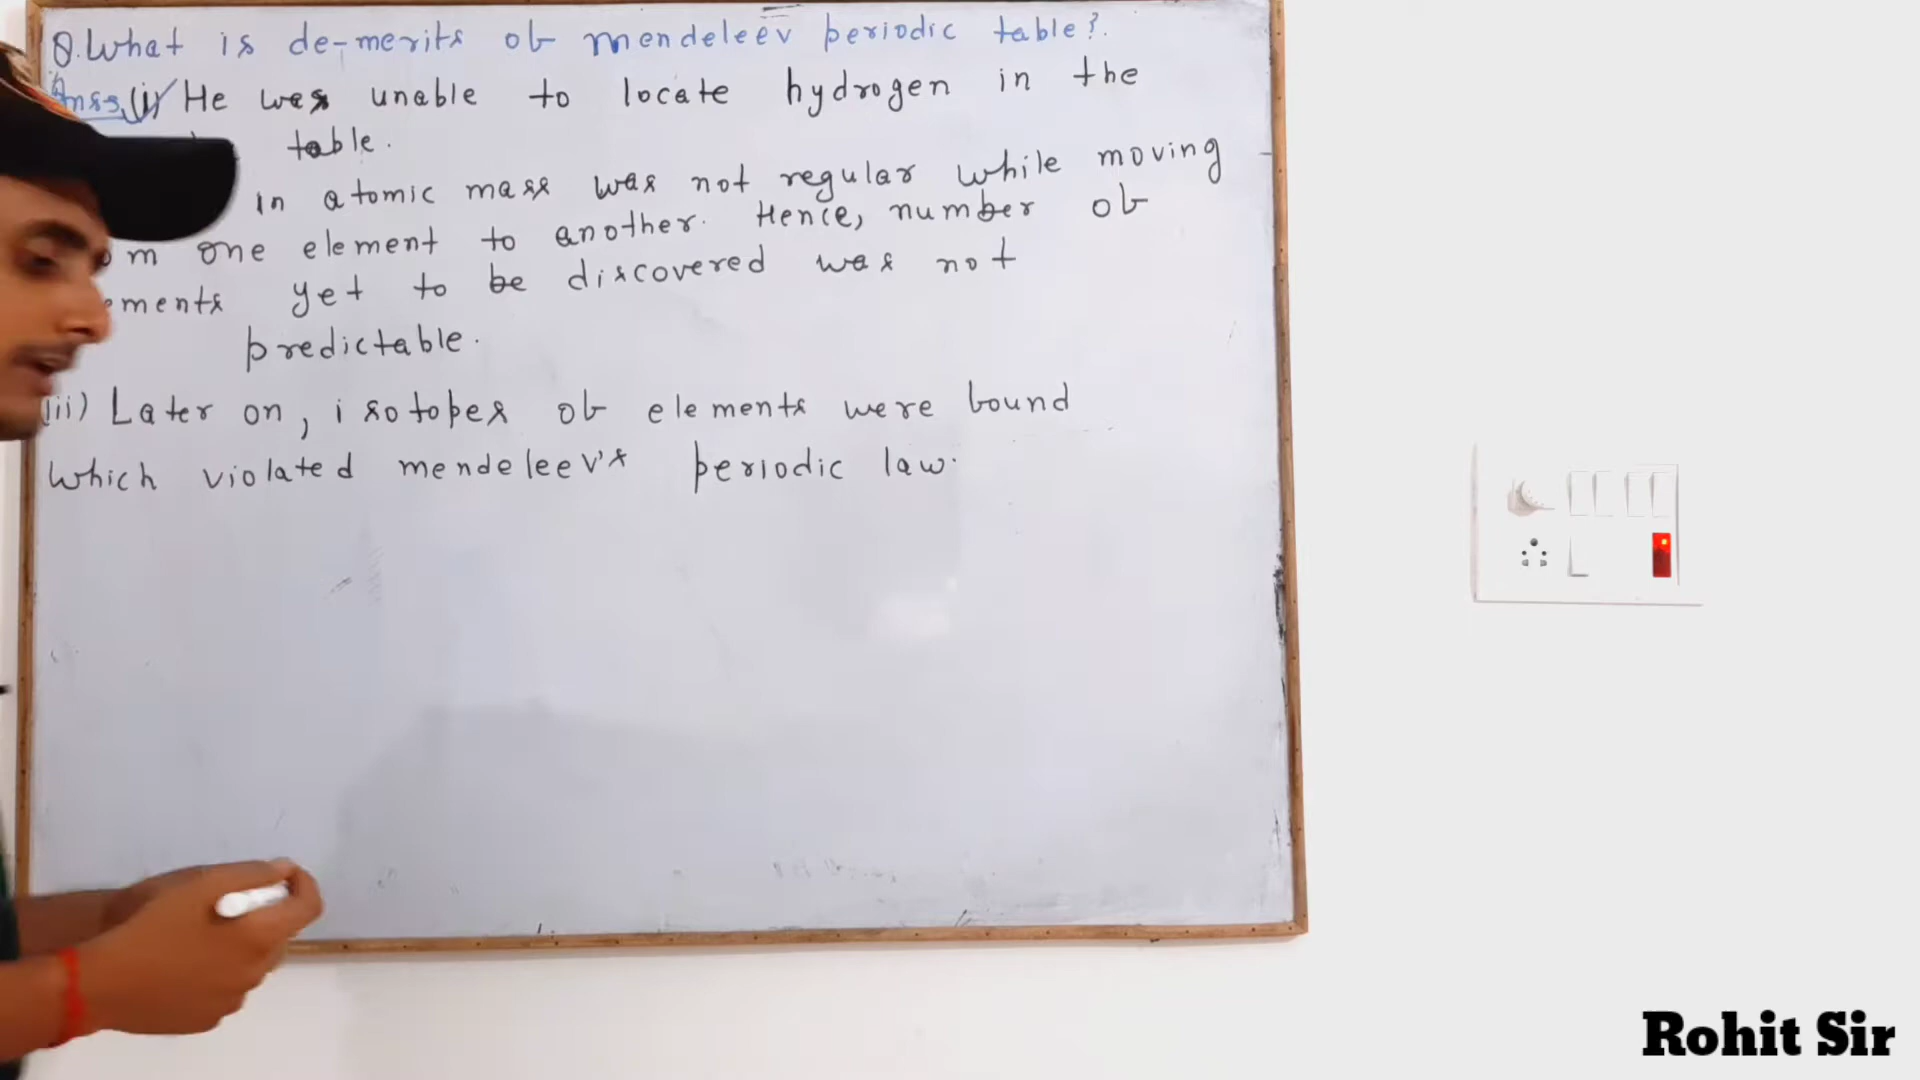 Q. What is de-merits of mendeleev periodic table?
Ans: (i) He was unable to locate hydrogen in the
table.
in atomic mass was not regular while moving
om one element to another. Hence, number of
ements yet to be discovered was not
predictable.
(iii) Later on, isotopes of elements were found
which violated mendeleev's periodic law.
Rohit Sir